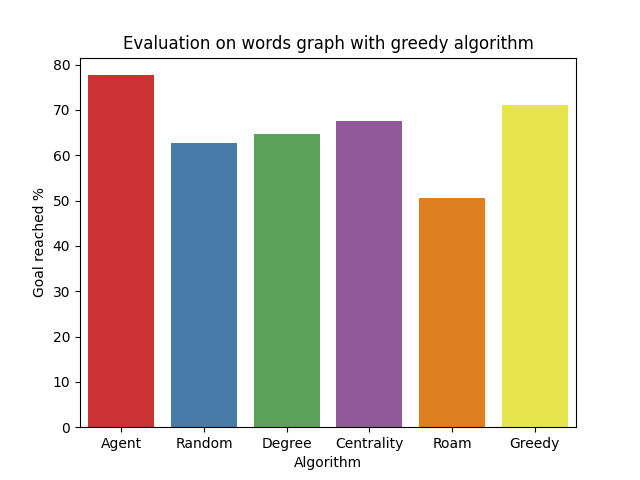 Evaluation on words graph with greedy algorithm
80
70
60
50
40
30
20
10
0
Goal reached %
Agent Random Degree Centrality Roam Greedy
Algorithm